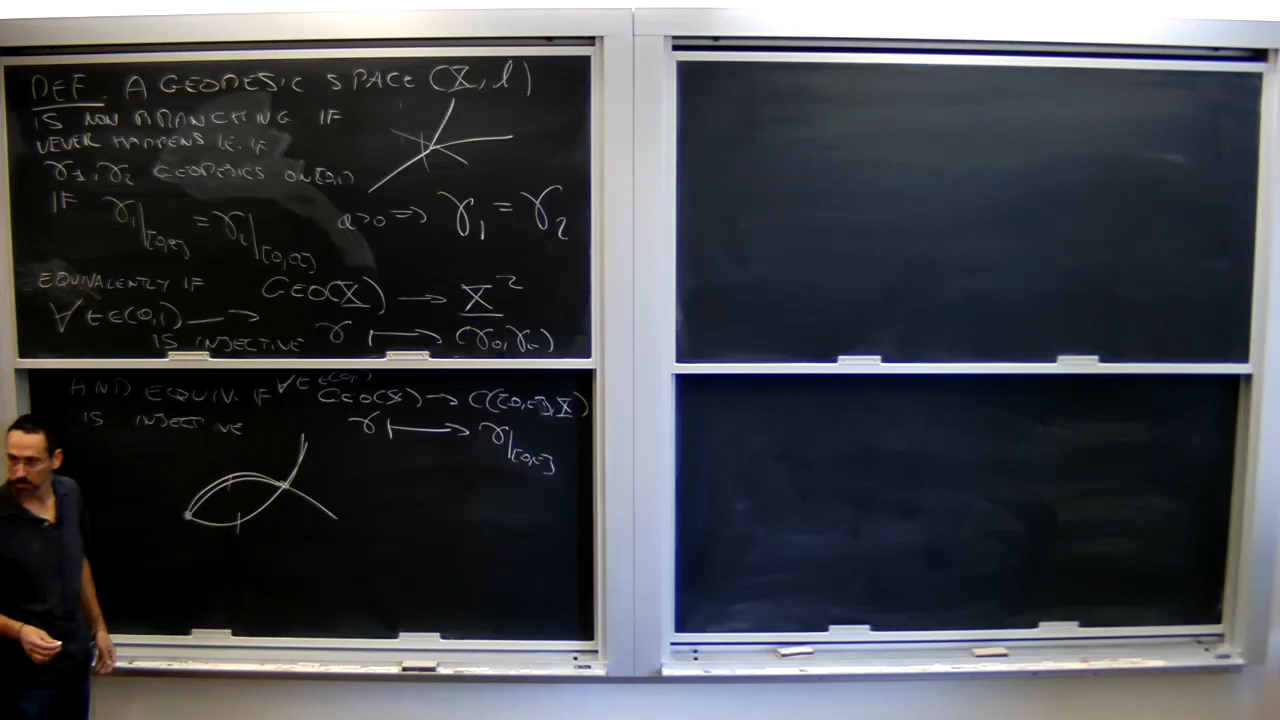 DEF. A GEODESIC SPACE (X, l)
IS NON BRANCHING IF
NEVER HAPPENS I.E. IF
γ1, γ2 GEODESICS ON [0,1)
IF γ1|[0,a] = γ2|[0,a] a>0 => γ1 = γ2
EQUIVALENTLY IF GEO(X) → X²
∀ t∈(0,1) → γ ↦ (γ0, γt)
IS INJECTIVE
AND EQUIV. IF ∀t∈(0,1) GEO(X) → C([0,t], X)
IS INJECTIVE γ ↦ γ|[0,t]